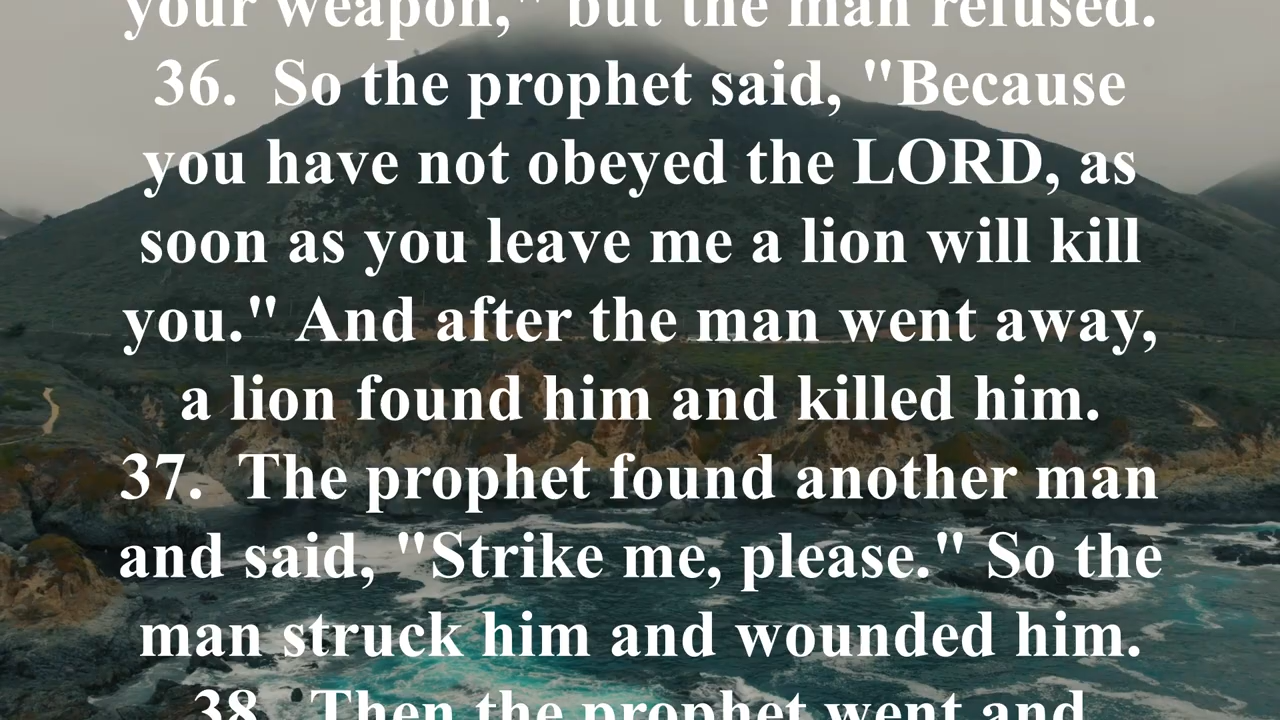 your weapon," but the man refused.
36. So the prophet said, "Because
you have not obeyed the LORD, as
soon as you leave me a lion will kill
you." And after the man went away,
a lion found him and killed him.
37. The prophet found another man
and said, "Strike me, please." So the
man struck him and wounded him.
38. Then the prophet went and